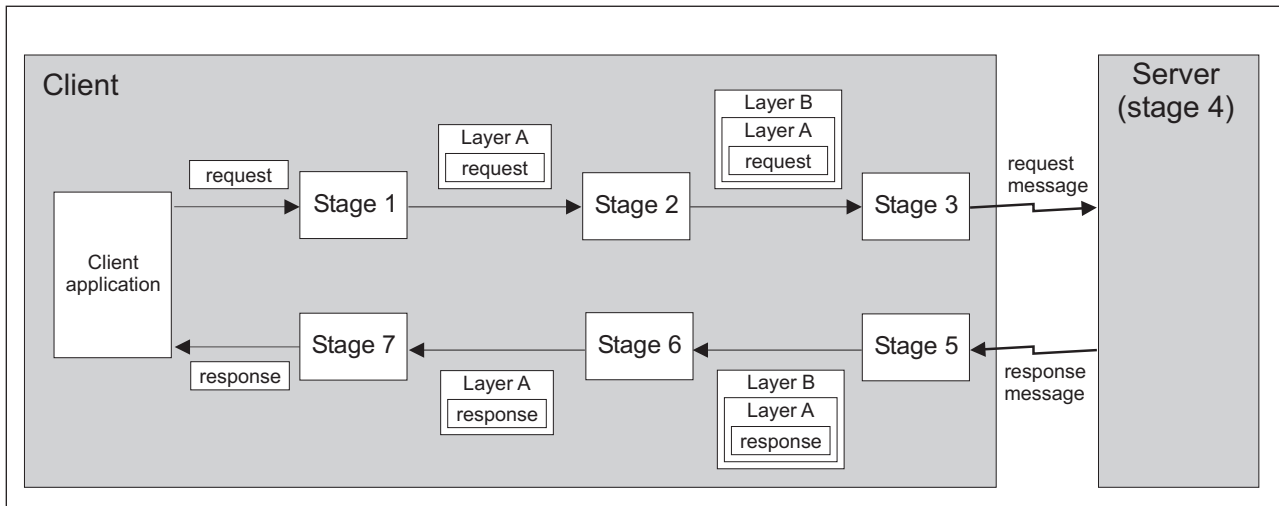 Client
Server
(stage 4)
Layer B
Layer A
request
Layer A
request
request
Stage 1
Stage 2
Stage 3
request
message
Client
application
Stage 7
Stage 6
Stage 5
response
message
response
Layer A
response
Layer B
Layer A
response